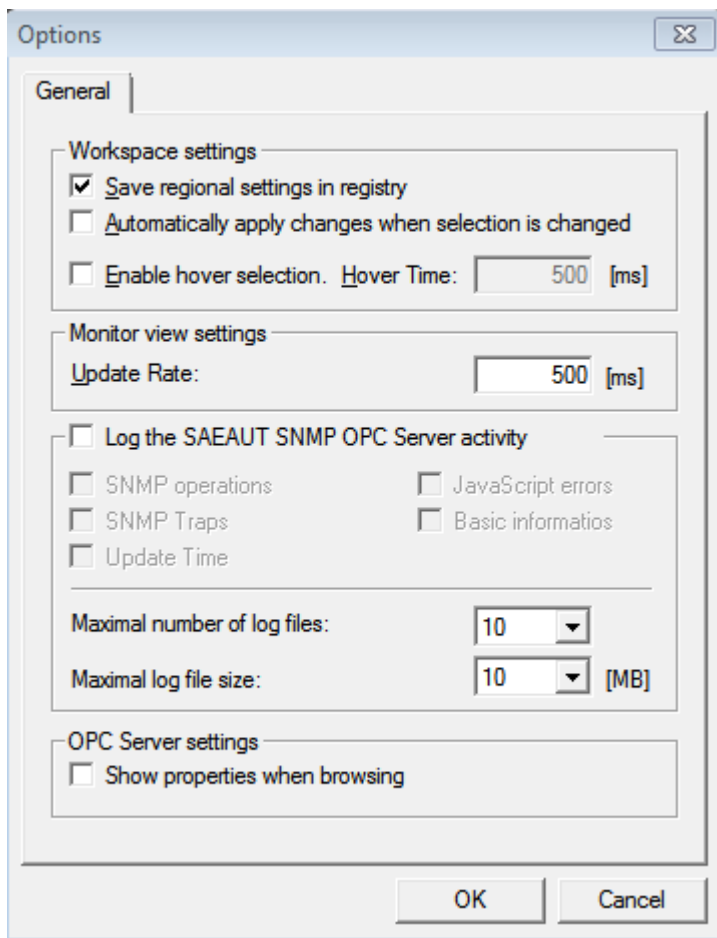 Options
General
Workspace settings
Save regional settings in registry
Automatically apply changes when selection is changed
Enable hover selection. Hover Time: 500 [ms]
Monitor view settings
Update Rate: 500 [ms]
Log the SAEAUT SNMP OPC Server activity
SNMP operations JavaScript errors
SNMP Traps Basic informatios
Update Time
Maximal number of log files: 10
Maximal log file size: 10 [MB]
OPC Server settings
Show properties when browsing
OK Cancel